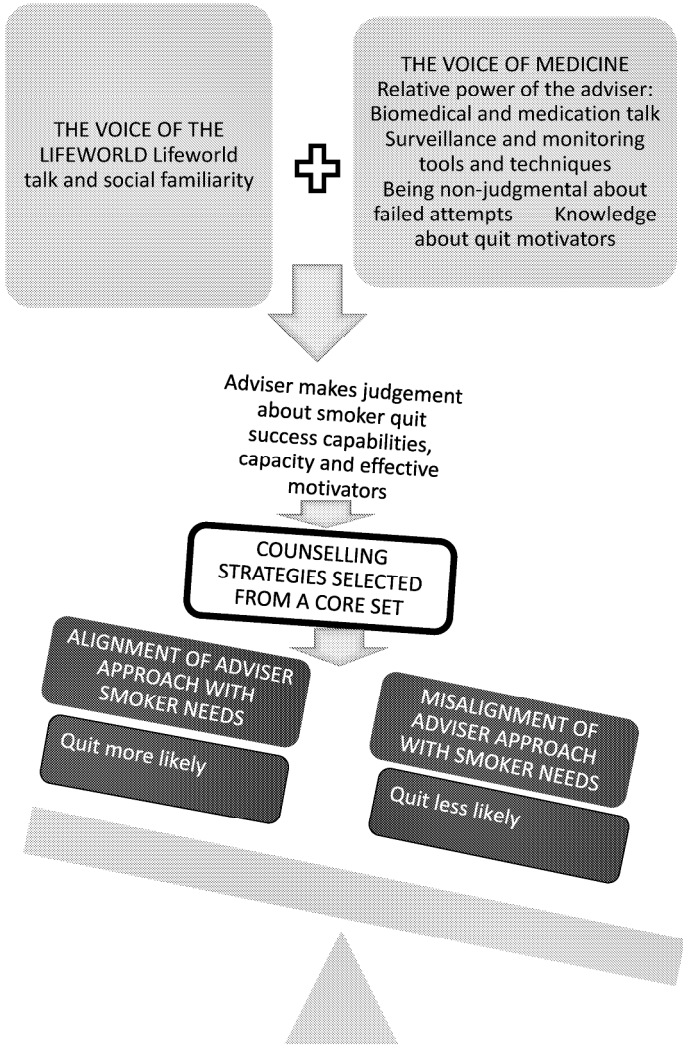 THE VOICE OF THE
LIFEWORLD Lifeworld
talk and social familiarity
THE VOICE OF MEDICINE
Relative power of the adviser:
Biomedical and medication talk
Surveillance and monitoring
tools and techniques
Being non-judgmental about
failed attempts Knowledge
about quit motivators
Adviser makes judgement
about smoker quit
success capabilities,
capacity and effective
motivators
COUNSELLING
STRATEGIES SELECTED
FROM A CORE SET
ALIGNMENT OF ADVISER
APPROACH WITH
SMOKER NEEDS
Quit more likely
MISALIGNMENT OF
ADVISER APPROACH
WITH SMOKER NEEDS
Quit less likely